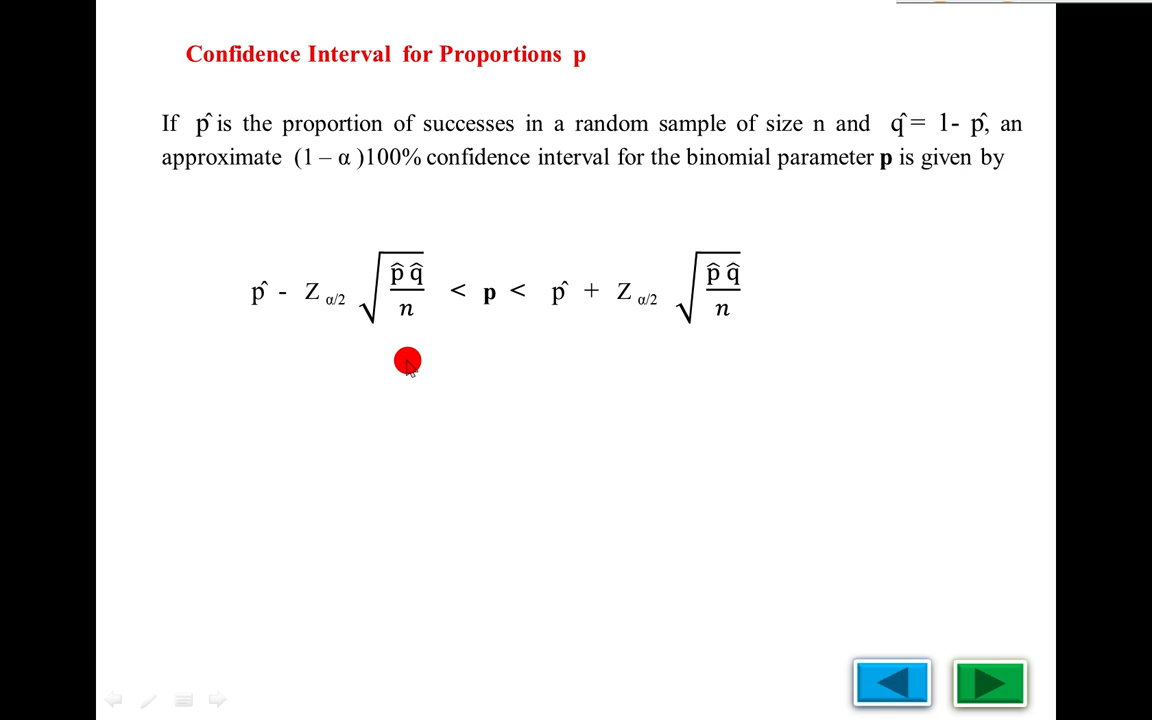 Confidence Interval for Proportions p
If p̂ is the proportion of successes in a random sample of size n and q̂ = 1- p̂, an
approximate (1 – α )100% confidence interval for the binomial parameter p is given by
p̂ - Z α/2 √(p̂ q̂ / n) < p < p̂ + Z α/2 √(p̂ q̂ / n)